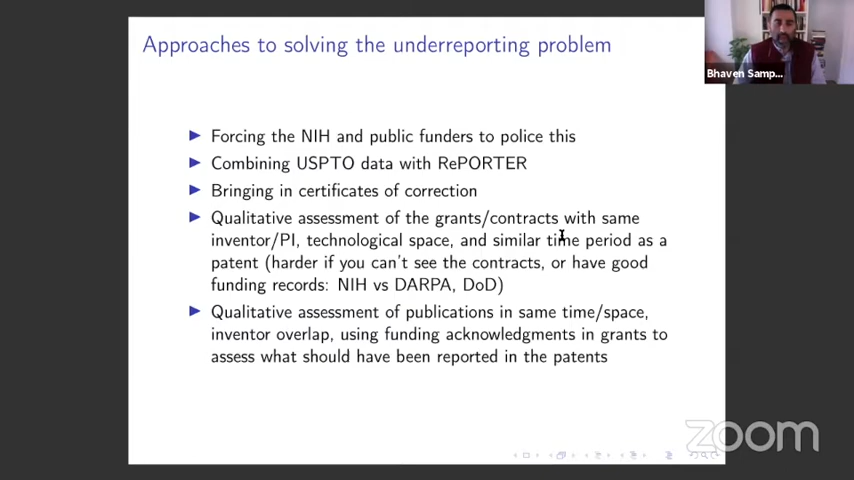 Approaches to solving the underreporting problem
Bhaven Samp...
Forcing the NIH and public funders to police this
Combining USPTO data with RePORTER
Bringing in certificates of correction
Qualitative assessment of the grants/contracts with same
inventor/PI, technological space, and similar time period as a
patent (harder if you can't see the contracts, or have good
funding records: NIH vs DARPA, DoD)
Qualitative assessment of publications in same time/space,
inventor overlap, using funding acknowledgments in grants to
assess what should have been reported in the patents
zoom